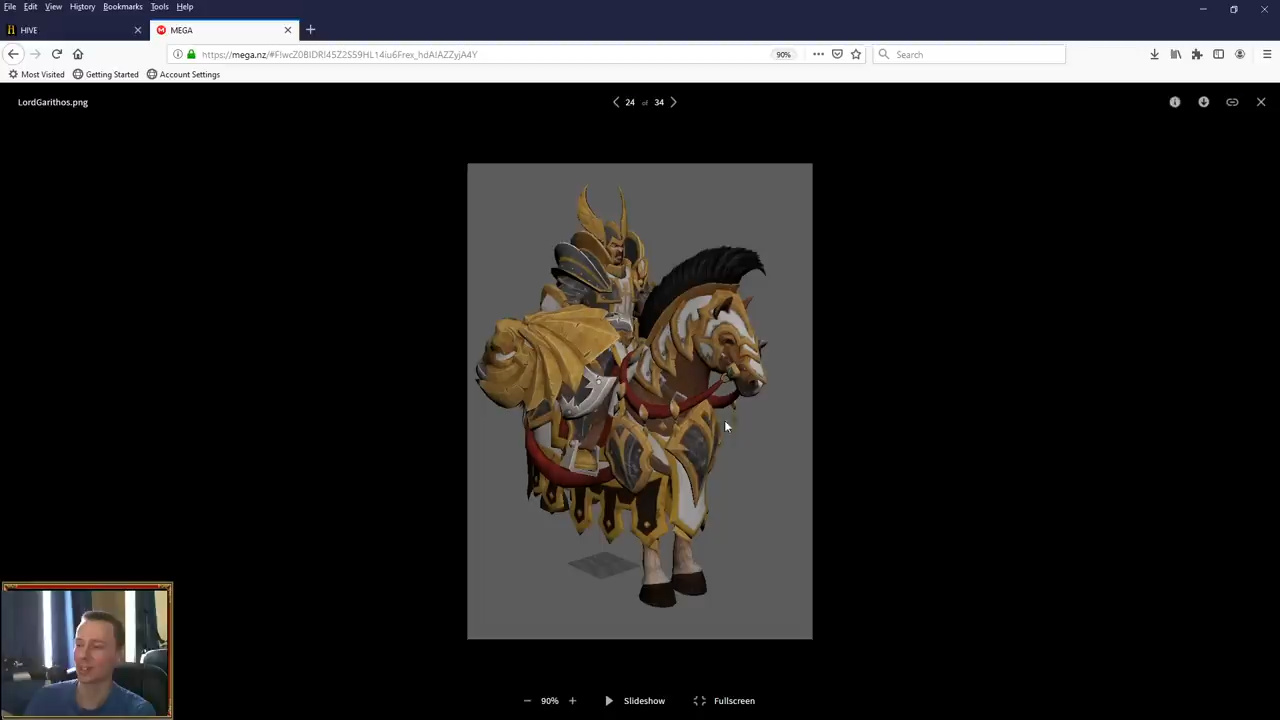 File Edit View History Bookmarks Tools Help
HIVE
MEGA
90%
Search
Most Visited
Getting Started
Account Settings
LordGarithos.png
24 of 34
90%
Slideshow
Fullscreen